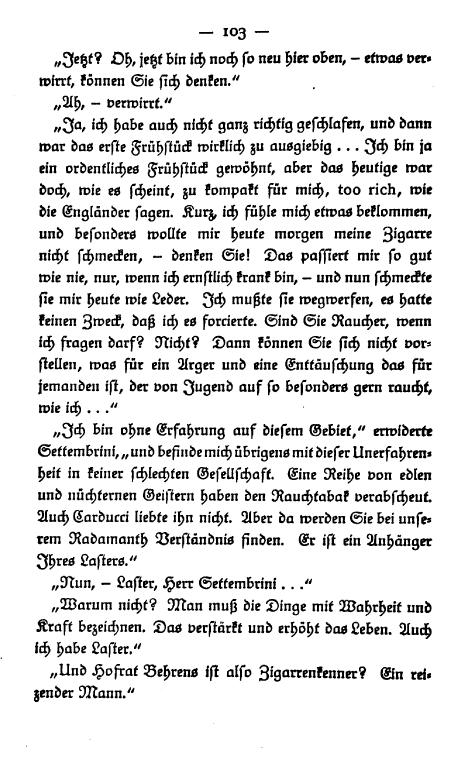 — 103 —
„Jetzt? Oh, jetzt bin ich noch so neu hier oben, – etwas ver-
wirrt, können Sie sich denken.“
„Ah, – verwirrt.“
„Ja, ich habe auch nicht ganz richtig geschlafen, und dann
war das erste Frühstück wirklich zu ausgiebig . . . Ich bin ja
ein ordentliches Frühstück gewöhnt, aber das heutige war
doch, wie es scheint, zu kompakt für mich, too rich, wie
die Engländer sagen. Kurz, ich fühle mich etwas beklommen,
und besonders wollte mir heute morgen meine Zigarre
nicht schmecken, – denken Sie! Das passiert mir so gut
wie nie, nur, wenn ich ernstlich krank bin, – und nun schmeckte
sie mir heute wie Leder. Ich mußte sie wegwerfen, es hatte
keinen Zweck, daß ich es forcierte. Sind Sie Raucher, wenn
ich fragen darf? Nicht? Dann können Sie sich nicht vor-
stellen, was für ein Arger und eine Enttäuschung das für
jemanden ist, der von Jugend auf so besonders gern raucht,
wie ich . . .“
„Ich bin ohne Erfahrung auf diesem Gebiet,“ erwiderte
Settembrini, „und befinde mich übrigens mit dieser Unerfahren-
heit in keiner schlechten Gesellschaft. Eine Reihe von edlen
und nüchternen Geistern haben den Rauchtabak verabscheut.
Auch Carducci liebte ihn nicht. Aber da werden Sie bei unse-
rem Radamanth Verständnis finden. Er ist ein Anhänger
Ihres Lasters.“
„Nun, – Laster, Herr Settembrini . . .“
„Warum nicht? Man muß die Dinge mit Wahrheit und
Kraft bezeichnen. Das verstärkt und erhöht das Leben. Auch
ich habe Laster.“
„Und Hofrat Behrens ist also Zigarrenkenner? Ein rei-
zender Mann.“